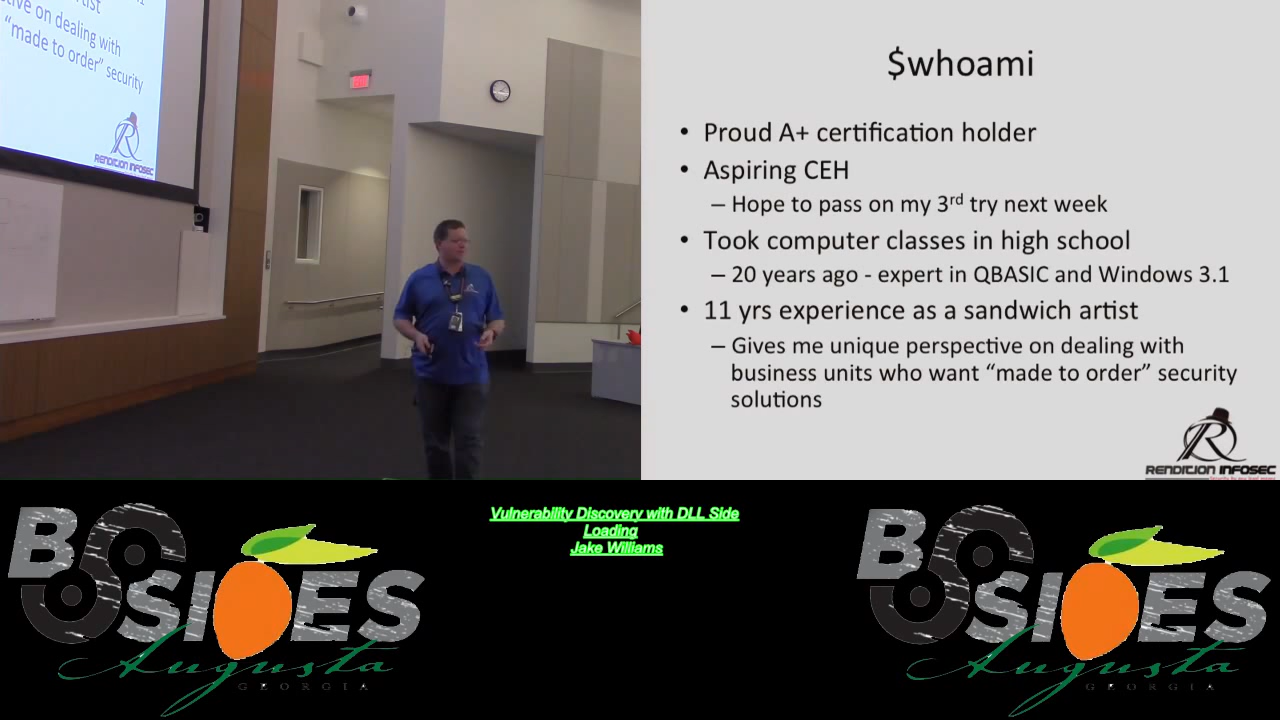 tive on dealing with
"made to order" security
RENDITION INFOSEC
EXIT
$whoami
• Proud A+ certification holder
• Aspiring CEH
– Hope to pass on my 3rd try next week
• Took computer classes in high school
– 20 years ago - expert in QBASIC and Windows 3.1
• 11 yrs experience as a sandwich artist
– Gives me unique perspective on dealing with
business units who want “made to order” security
solutions
R
RENDITION INFOSEC
Vulnerability Discovery with DLL Side
Loading
Jake Williams
BSIDES
Augusta
GEORGIA
BSIDES
Augusta
GEORGIA